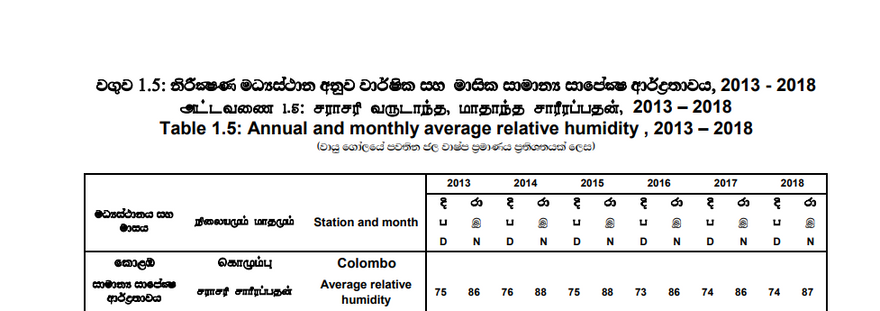 වගුව 1.5: නිරීක්ෂණ මධ්‍යස්ථාන අනුව වාර්ෂික සහ මාසික සාමාන්‍ය සාපේක්ෂ ආර්ද්‍රතාවය, 2013 - 2018
அட்டவணை 1.5: சராசரி வருடாந்த, மாதாந்த சாரீரப்பதன், 2013 – 2018
Table 1.5: Annual and monthly average relative humidity , 2013 – 2018
(වායු ගෝලයේ පවතින ජල වාෂ්ප ප්‍රමාණය ප්‍රතිශතයක් ලෙස)
2013 2014 2015 2016 2017 2018
දි රා දි රා දි රා දි රා දි රා දි රා
මධ්‍යස්ථානය සහ මාසය நிலையமும் மாதமும் Station and month ப இ ப இ ப இ ப இ ப இ ப இ
D N D N D N D N D N D N
කොළඹ கொழும்பு Colombo
සාමාන්‍ය සාපේක්ෂ ආර්ද්‍රතාවය சராசரி சாரீரப்பதன் Average relative humidity 75 86 76 88 75 88 73 86 74 86 74 87